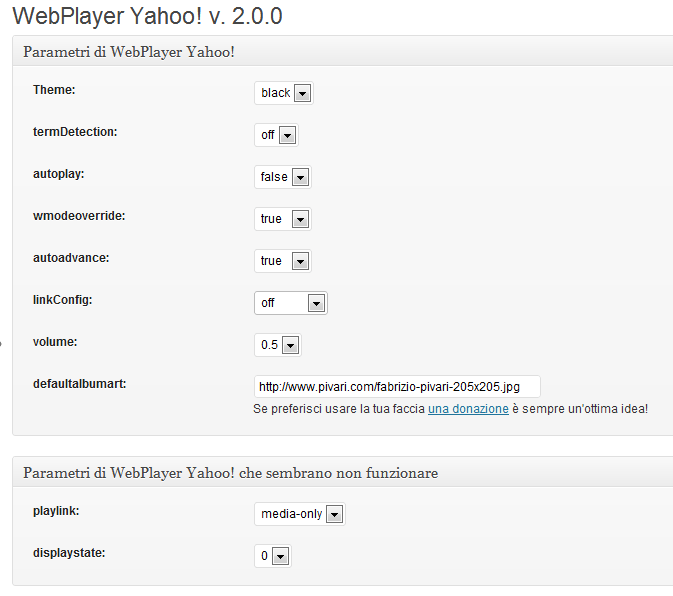 WebPlayer Yahoo! v. 2.0.0
Parametri di WebPlayer Yahoo!
Theme: black
termDetection: off
autoplay: false
wmodeoverride: true
autoadvance: true
linkConfig: off
volume: 0.5
defaultalbumart: http://www.pivari.com/fabrizio-pivari-205x205.jpg
Se preferisci usare la tua faccia una donazione è sempre un'ottima idea!
Parametri di WebPlayer Yahoo! che sembrano non funzionare
playlink: media-only
displaystate: 0